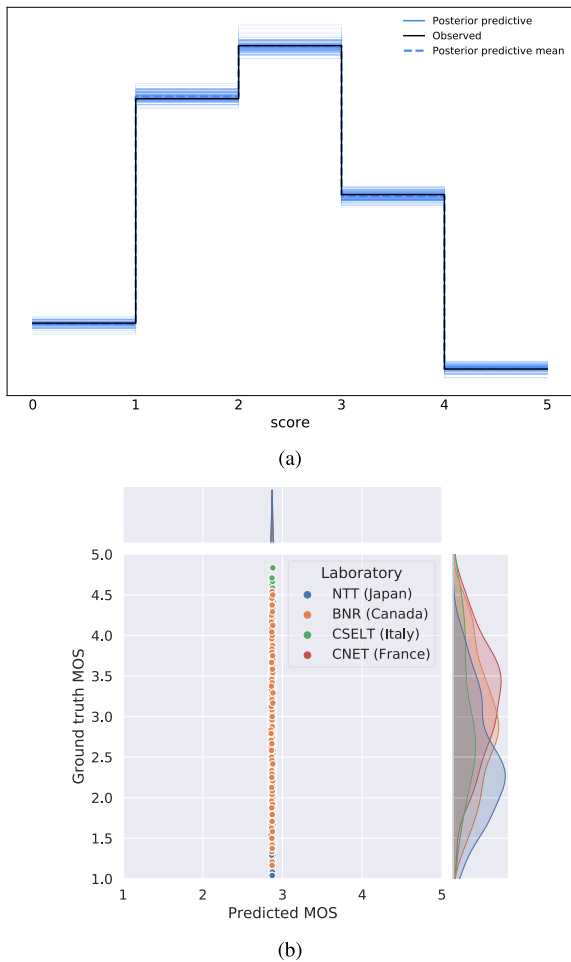 Posterior predictive
Observed
Posterior predictive mean
0 1 2 3 4 5
score
(a)
Laboratory
NTT (Japan)
BNR (Canada)
CSELT (Italy)
CNET (France)
Ground truth MOS
5.0
4.5
4.0
3.5
3.0
2.5
2.0
1.5
1.0
1 2 3 4 5
Predicted MOS
(b)